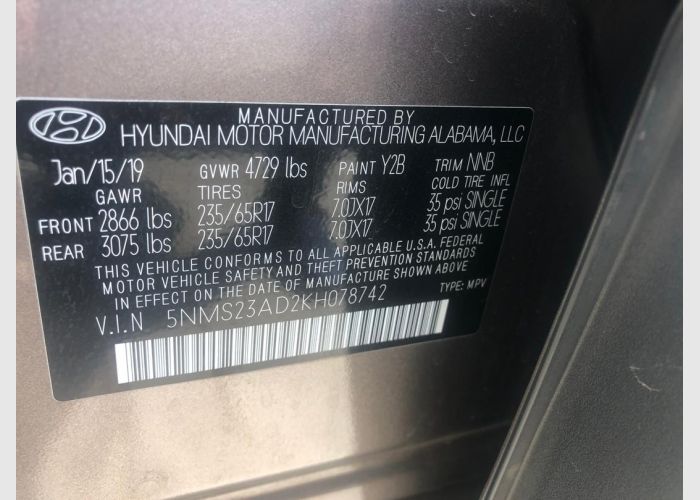 MANUFACTURED BY
HYUNDAI MOTOR MANUFACTURING ALABAMA, LLC
Jan/15/19 GVWR 4729 lbs PAINT Y2B TRIM NNB
GAWR TIRES RIMS COLD TIRE INFL
FRONT 2866 lbs 235/65R17 7.0JX17 35 psi SINGLE
REAR 3075 lbs 235/65R17 7.0JX17 35 psi SINGLE
THIS VEHICLE CONFORMS TO ALL APPLICABLE U.S.A. FEDERAL
MOTOR VEHICLE SAFETY AND THEFT PREVENTION STANDARDS
IN EFFECT ON THE DATE OF MANUFACTURE SHOWN ABOVE
V.I.N 5NMS23AD2KH078742 TYPE: MPV